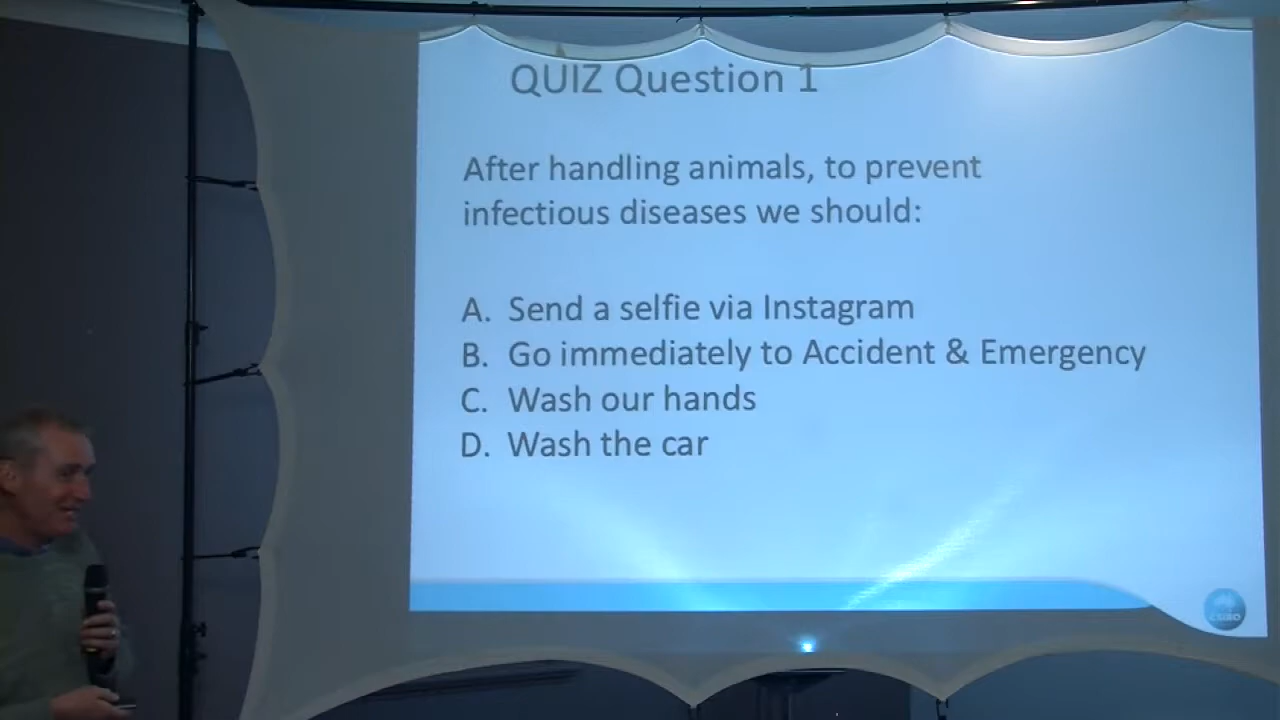 QUIZ Question 1
After handling animals, to prevent
infectious diseases we should:
A. Send a selfie via Instagram
B. Go immediately to Accident & Emergency
C. Wash our hands
D. Wash the car
CSIRO